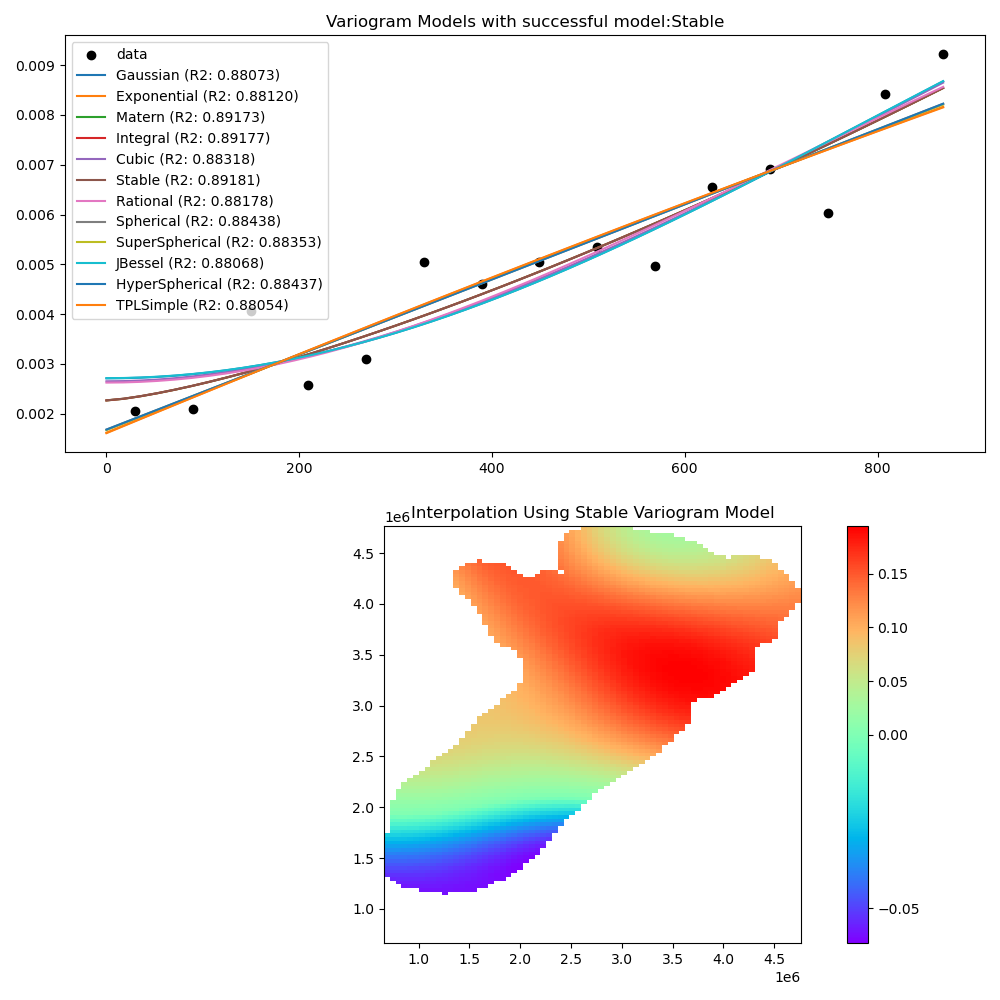 Variogram Models with successful model:Stable
data
Gaussian (R2: 0.88073)
Exponential (R2: 0.88120)
Matern (R2: 0.89173)
Integral (R2: 0.89177)
Cubic (R2: 0.88318)
Stable (R2: 0.89181)
Rational (R2: 0.88178)
Spherical (R2: 0.88438)
SuperSpherical (R2: 0.88353)
JBessel (R2: 0.88068)
HyperSpherical (R2: 0.88437)
TPLSimple (R2: 0.88054)
0.009
0.008
0.007
0.006
0.005
0.004
0.003
0.002
0 200 400 600 800
1e6 Interpolation Using Stable Variogram Model
4.5
4.0
3.5
3.0
2.5
2.0
1.5
1.0
1.0 1.5 2.0 2.5 3.0 3.5 4.0 4.5
1e6
0.15
0.10
0.05
0.00
−0.05